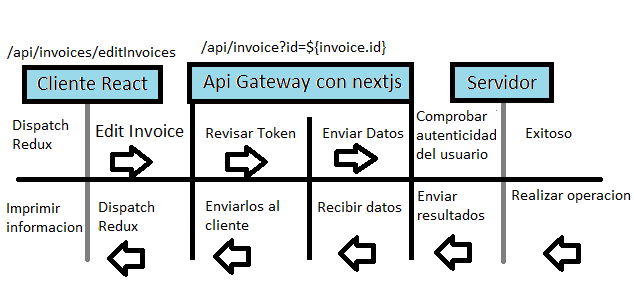 /api/invoices/editInvoices
/api/invoice?id=${invoice.id}
Cliente React
Api Gateway con nextjs
Servidor
Dispatch
Redux
Edit Invoice
Revisar Token
Enviar Datos
Comprobar
autenticidad
del usuario
Exitoso
Imprimir
informacion
Dispatch
Redux
Enviarlos al
cliente
Recibir datos
Enviar
resultados
Realizar operacion